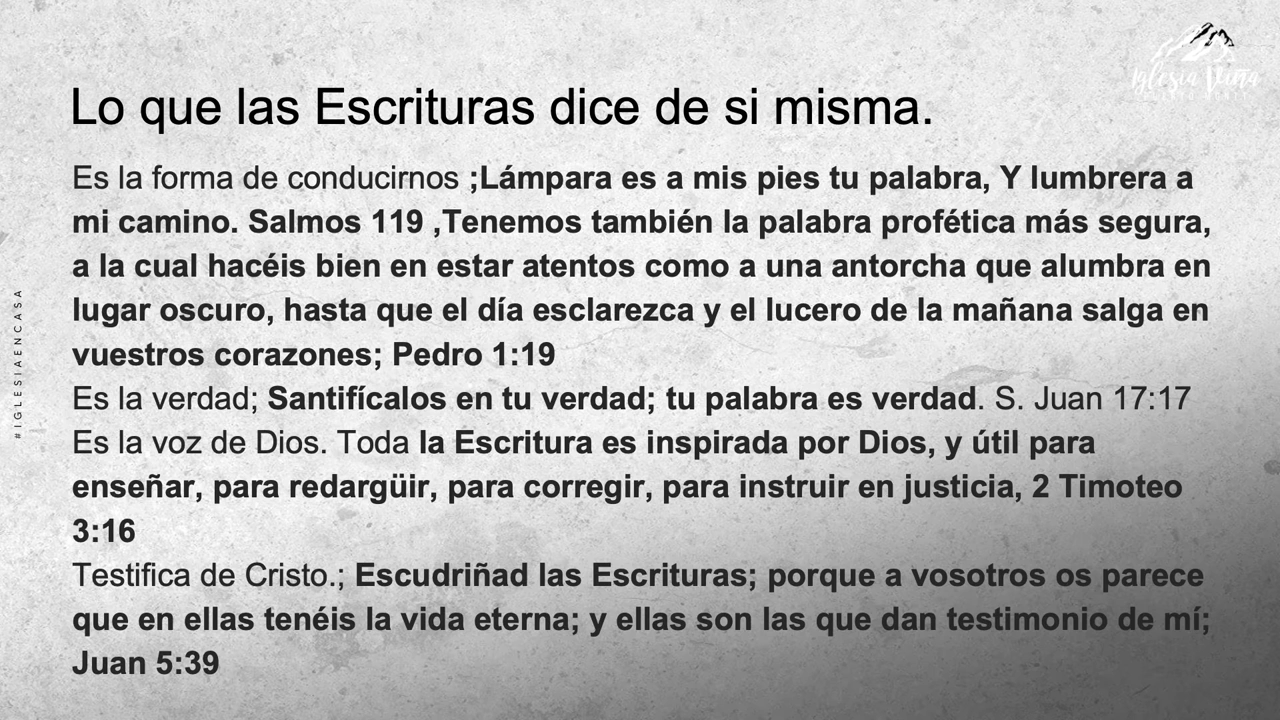 Iglesia Viña
Lo que las Escrituras dice de si misma.
Es la forma de conducirnos ;Lámpara es a mis pies tu palabra, Y lumbrera a
mi camino. Salmos 119 ,Tenemos también la palabra profética más segura,
a la cual hacéis bien en estar atentos como a una antorcha que alumbra en
lugar oscuro, hasta que el día esclarezca y el lucero de la mañana salga en
vuestros corazones; Pedro 1:19
Es la verdad; Santifícalos en tu verdad; tu palabra es verdad. S. Juan 17:17
Es la voz de Dios. Toda la Escritura es inspirada por Dios, y útil para
enseñar, para redargüir, para corregir, para instruir en justicia, 2 Timoteo
3:16
Testifica de Cristo.; Escudriñad las Escrituras; porque a vosotros os parece
que en ellas tenéis la vida eterna; y ellas son las que dan testimonio de mí;
Juan 5:39
#IGLESIAENCASA